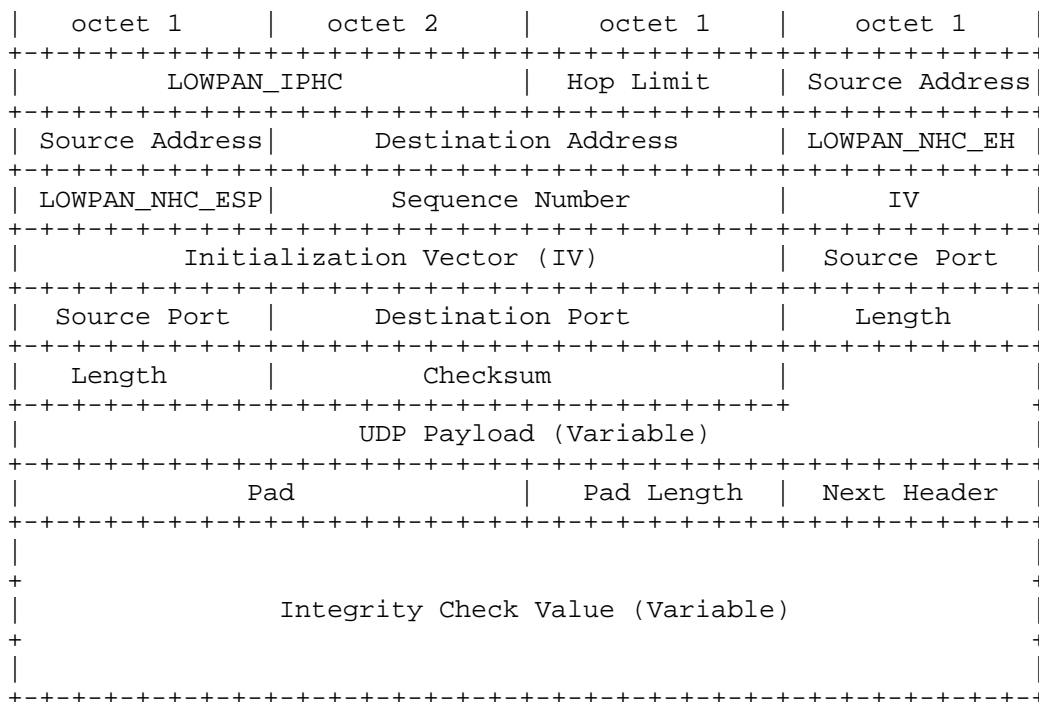 |   octet 1     |   octet 2     |    octet 1    |    octet 1    |
+-+-+-+-+-+-+-+-+-+-+-+-+-+-+-+-+-+-+-+-+-+-+-+-+-+-+-+-+-+-+-+-+
|         LOWPAN_IPHC           |  Hop Limit    | Source Address|
+-+-+-+-+-+-+-+-+-+-+-+-+-+-+-+-+-+-+-+-+-+-+-+-+-+-+-+-+-+-+-+-+
| Source Address|      Destination Address      | LOWPAN_NHC_EH |
+-+-+-+-+-+-+-+-+-+-+-+-+-+-+-+-+-+-+-+-+-+-+-+-+-+-+-+-+-+-+-+-+
| LOWPAN_NHC_ESP|       Sequence Number         |      IV       |
+-+-+-+-+-+-+-+-+-+-+-+-+-+-+-+-+-+-+-+-+-+-+-+-+-+-+-+-+-+-+-+-+
|          Initialization Vector (IV)           |  Source Port  |
+-+-+-+-+-+-+-+-+-+-+-+-+-+-+-+-+-+-+-+-+-+-+-+-+-+-+-+-+-+-+-+-+
|  Source Port  |      Destination Port         |    Length     |
+-+-+-+-+-+-+-+-+-+-+-+-+-+-+-+-+-+-+-+-+-+-+-+-+-+-+-+-+-+-+-+-+
|   Length      |         Checksum              |               |
+-+-+-+-+-+-+-+-+-+-+-+-+-+-+-+-+-+-+-+-+-+-+-+-+               +
|                     UDP Payload (Variable)                    |
+-+-+-+-+-+-+-+-+-+-+-+-+-+-+-+-+-+-+-+-+-+-+-+-+-+-+-+-+-+-+-+-+
|              Pad              |   Pad Length  |  Next Header  |
+-+-+-+-+-+-+-+-+-+-+-+-+-+-+-+-+-+-+-+-+-+-+-+-+-+-+-+-+-+-+-+-+
|                                                               |
+                                                               +
|                Integrity Check Value (Variable)               |
+                                                               +
|                                                               |
+-+-+-+-+-+-+-+-+-+-+-+-+-+-+-+-+-+-+-+-+-+-+-+-+-+-+-+-+-+-+-+-+